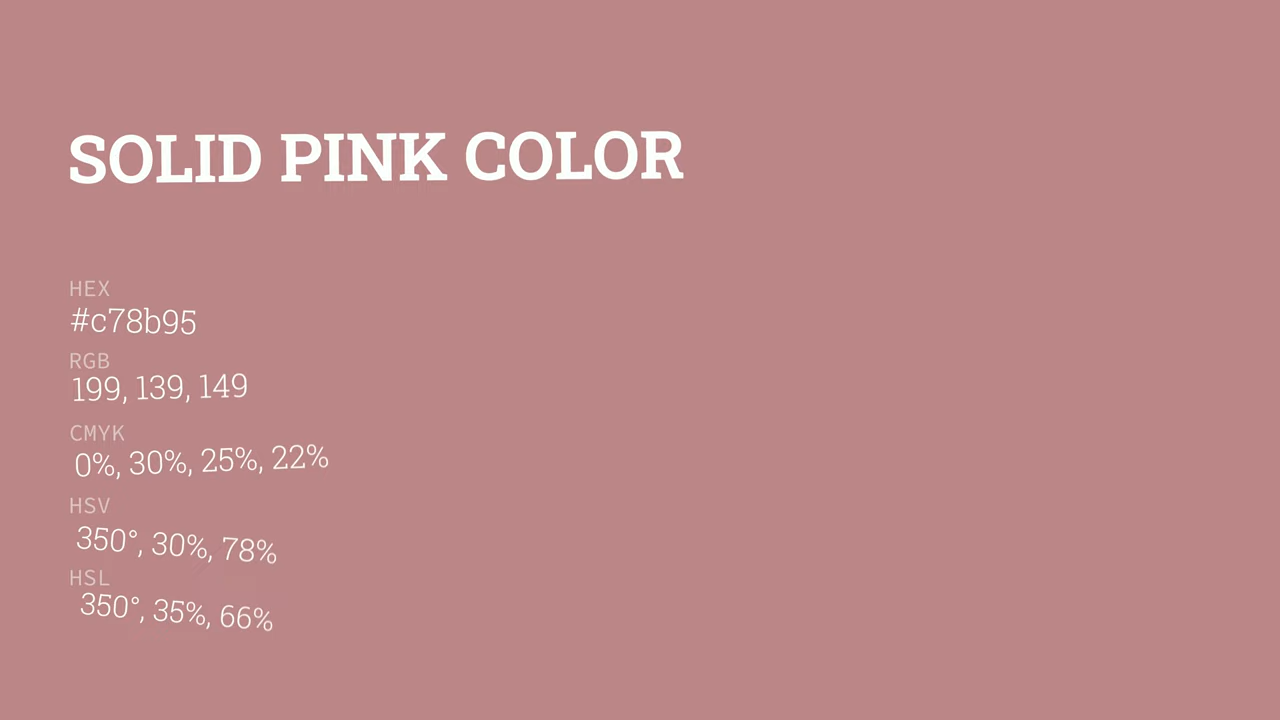 SOLID PINK COLOR
HEX
#c78b95
RGB
199, 139, 149
CMYK
0%, 30%, 25%, 22%
HSV
350°, 30%, 78%
HSL
350°, 35%, 66%